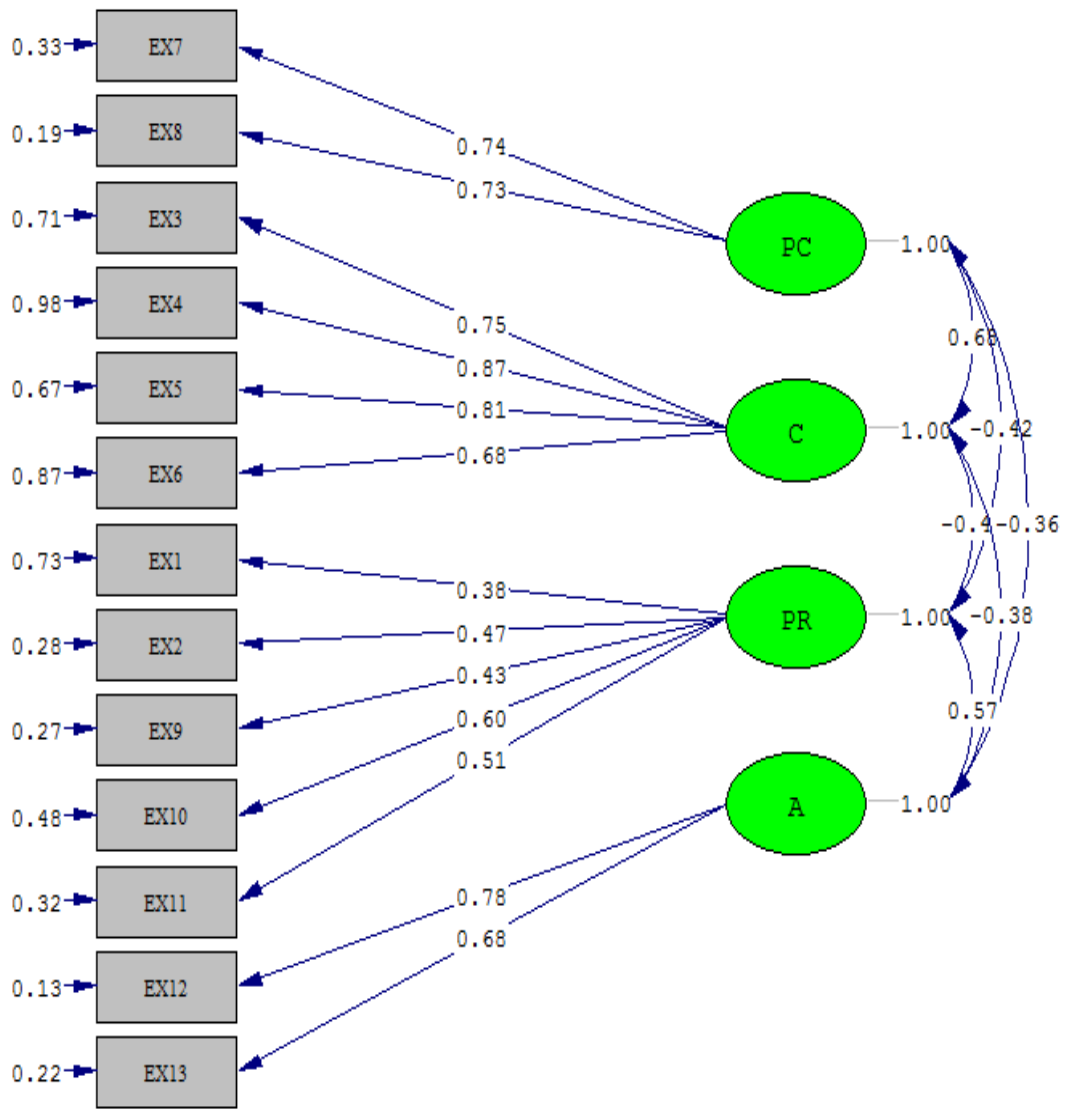 0.33 EX7
0.19 EX8
0.71 EX3
0.98 EX4
0.67 EX5
0.87 EX6
0.73 EX1
0.28 EX2
0.27 EX9
0.48 EX10
0.32 EX11
0.13 EX12
0.22 EX13
0.74
0.73
0.75
0.87
0.81
0.68
0.38
0.47
0.43
0.60
0.51
0.78
0.68
PC 1.00
C 1.00
PR 1.00
A 1.00
-0.42
-0.36
-0.38
0.57